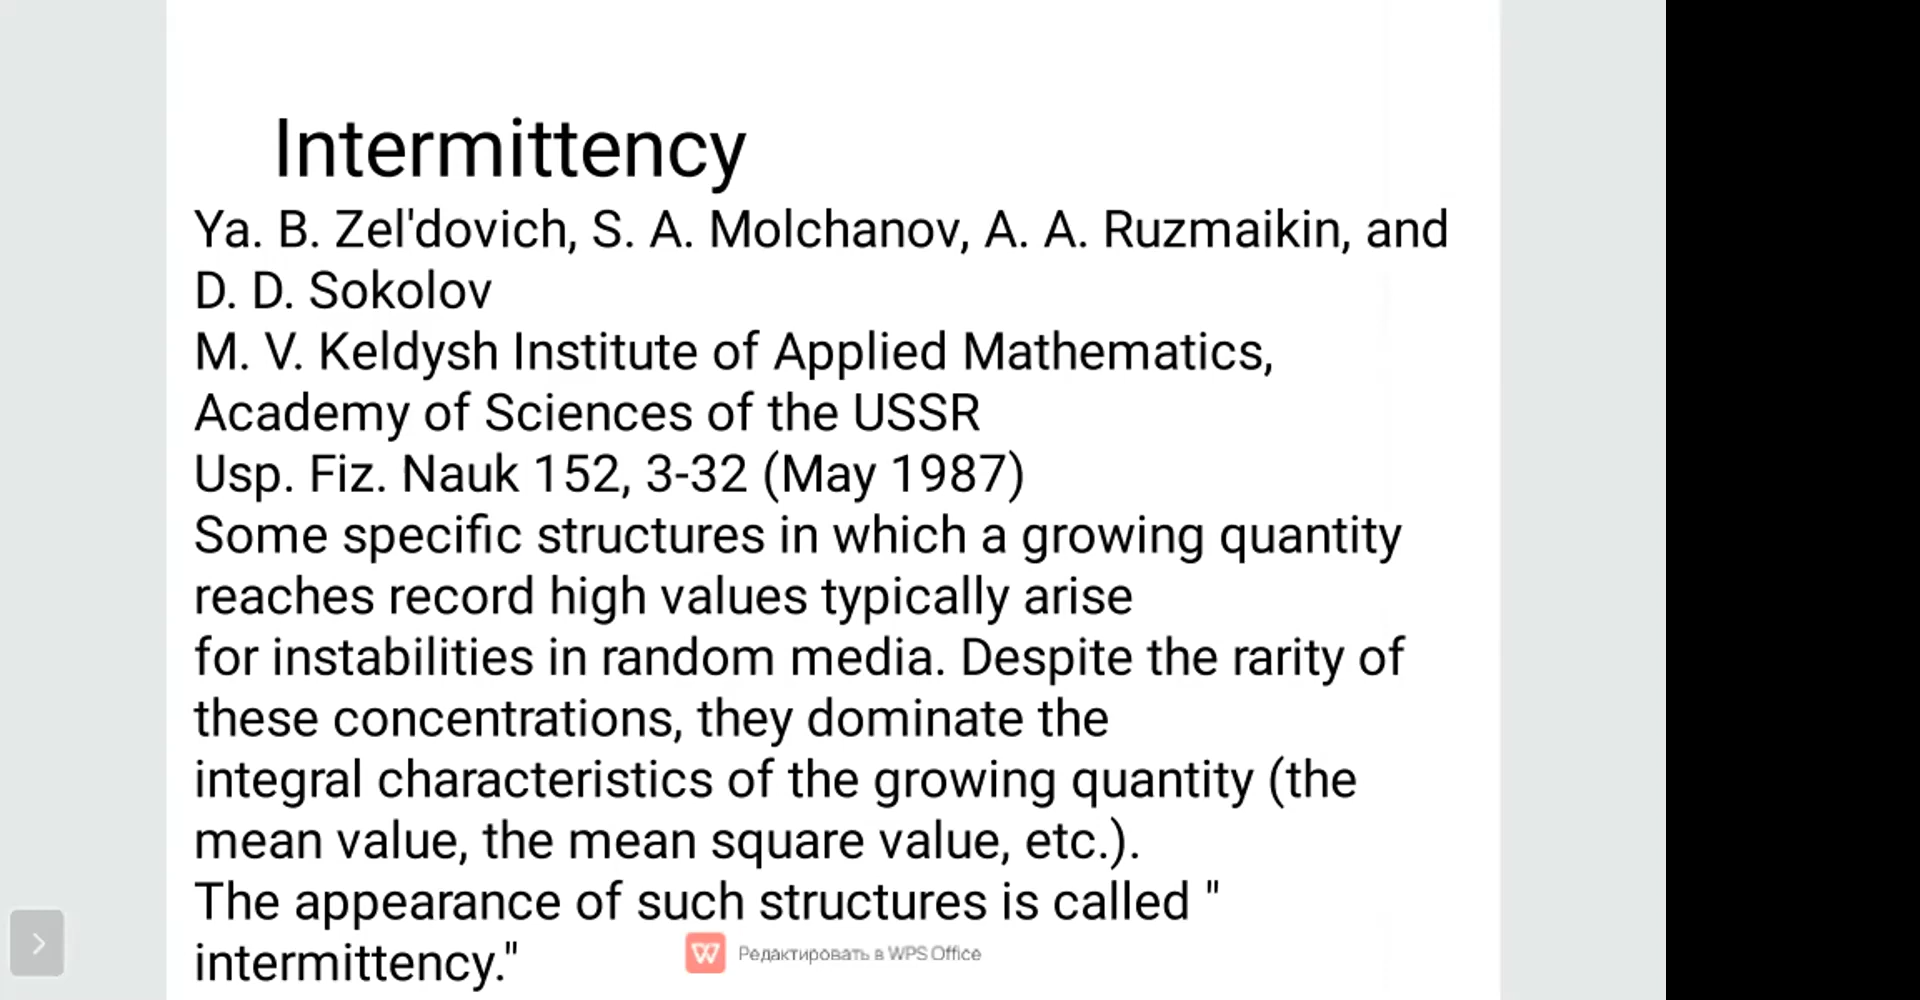 Intermittency
Ya. B. Zel'dovich, S. A. Molchanov, A. A. Ruzmaikin, and
D. D. Sokolov
M. V. Keldysh Institute of Applied Mathematics,
Academy of Sciences of the USSR
Usp. Fiz. Nauk 152, 3-32 (May 1987)
Some specific structures in which a growing quantity
reaches record high values typically arise
for instabilities in random media. Despite the rarity of
these concentrations, they dominate the
integral characteristics of the growing quantity (the
mean value, the mean square value, etc.).
The appearance of such structures is called "
intermittency."
Редактировать в WPS Office